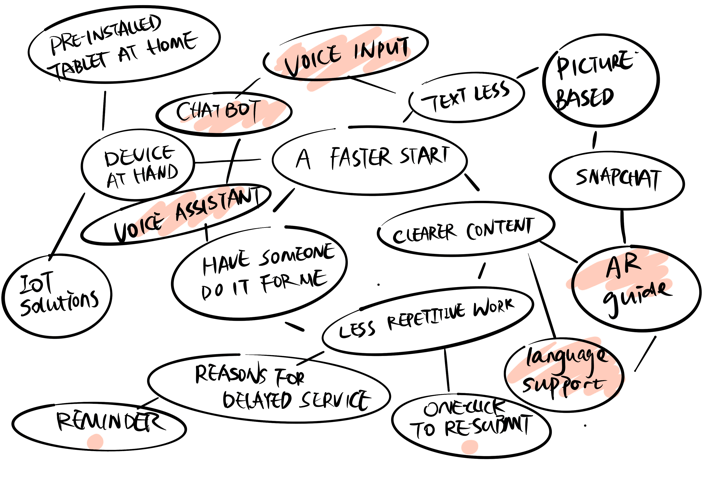 PRE-INSTALLED
TABLET AT HOME
VOICE INPUT
TEXT LESS
PICTURE-
BASED
CHATBOT
DEVICE
AT HAND
A FASTER START
SNAPCHAT
VOICE ASSISTANT
CLEARER CONTENT
HAVE SOMEONE
DO IT FOR ME
AR
guide
IOT
SOLUTIONS
LESS REPETITIVE WORK
language
support
REASONS FOR
DELAYED SERVICE
REMINDER
ONE-CLICK
TO RE-SUBMIT